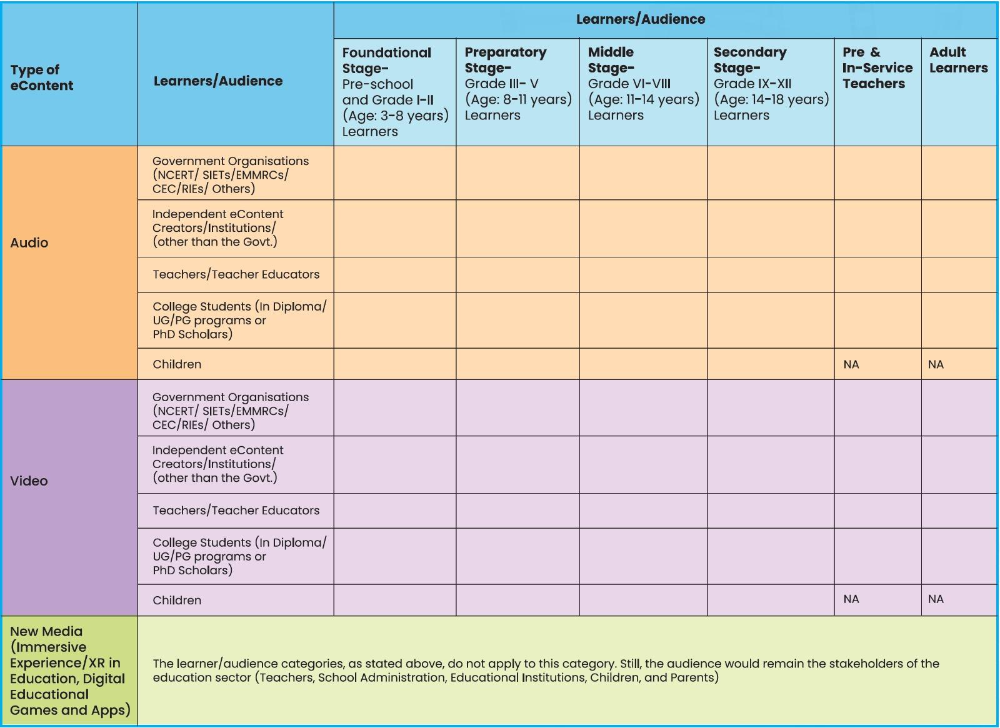 Type of
eContent
Learners/Audience
Learners/Audience
Foundational
Stage-
Pre-school
and Grade I-II
(Age: 3-8 years)
Learners
Preparatory
Stage-
Grade III- V
(Age: 8-11 years)
Learners
Middle
Stage-
Grade VI-VIII
(Age: 11-14 years)
Learners
Secondary
Stage-
Grade IX-XII
(Age: 14-18 years)
Learners
Pre &
In-Service
Teachers
Adult
Learners
Audio
Government Organisations
(NCERT/ SIETs/EMMRCs/
CEC/RIEs/ Others)
Independent eContent
Creators/Institutions/
(other than the Govt.)
Teachers/Teacher Educators
College Students (In Diploma/
UG/PG programs or
PhD Scholars)
Children
NA
NA
Video
Government Organisations
(NCERT/ SIETs/EMMRCs/
CEC/RIEs/ Others)
Independent eContent
Creators/Institutions/
(other than the Govt.)
Teachers/Teacher Educators
College Students (In Diploma/
UG/PG programs or
PhD Scholars)
Children
NA
NA
New Media
(Immersive
Experience/XR in
Education, Digital
Educational
Games and Apps)
The learner/audience categories, as stated above, do not apply to this category. Still, the audience would remain the stakeholders of the
education sector (Teachers, School Administration, Educational Institutions, Children, and Parents)